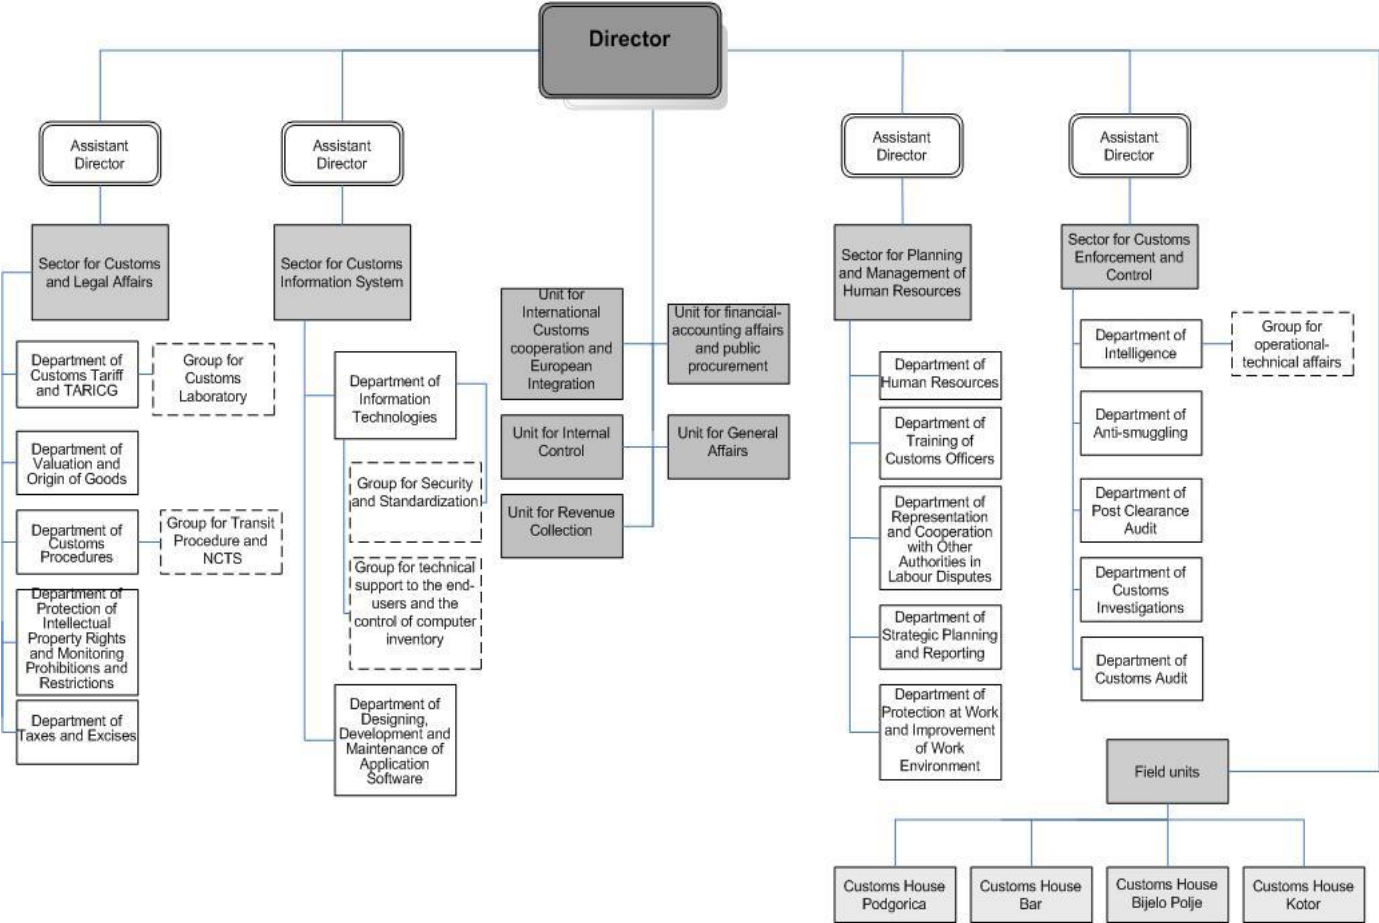 Director
Assistant
Director
Assistant
Director
Assistant
Director
Assistant
Director
Sector for Customs
and Legal Affairs
Department of
Customs Tariff
and TARICG
Group for
Customs
Laboratory
Department of
Valuation and
Origin of Goods
Department of
Customs
Procedures
Group for Transit
Procedure and
NCTS
Department of
Protection of
Intellectual
Property Rights
and Monitoring
Prohibitions and
Restrictions
Department of
Taxes and Excises
Sector for Customs
Information System
Department of
Information
Technologies
Group for Security
and Standardization
Group for technical
support to the end-
users and the
control of computer
inventory
Department of
Designing,
Development and
Maintenance of
Application
Software
Unit for
International
Customs
cooperation and
European
Integration
Unit for financial-
accounting affairs
and public
procurement
Unit for Internal
Control
Unit for General
Affairs
Unit for Revenue
Collection
Sector for Planning
and Management of
Human Resources
Department of
Human Resources
Department of
Training of
Customs Officers
Department of
Representation
and Cooperation
with Other
Authorities in
Labour Disputes
Department of
Strategic Planning
and Reporting
Department of
Protection at Work
and Improvement
of Work
Environment
Sector for Customs
Enforcement and
Control
Department of
Intelligence
Group for
operational-
technical affairs
Department of
Anti-smuggling
Department of
Post Clearance
Audit
Department of
Customs
Investigations
Department of
Customs Audit
Field units
Customs House
Podgorica
Customs House
Bar
Customs House
Bijelo Polje
Customs House
Kotor